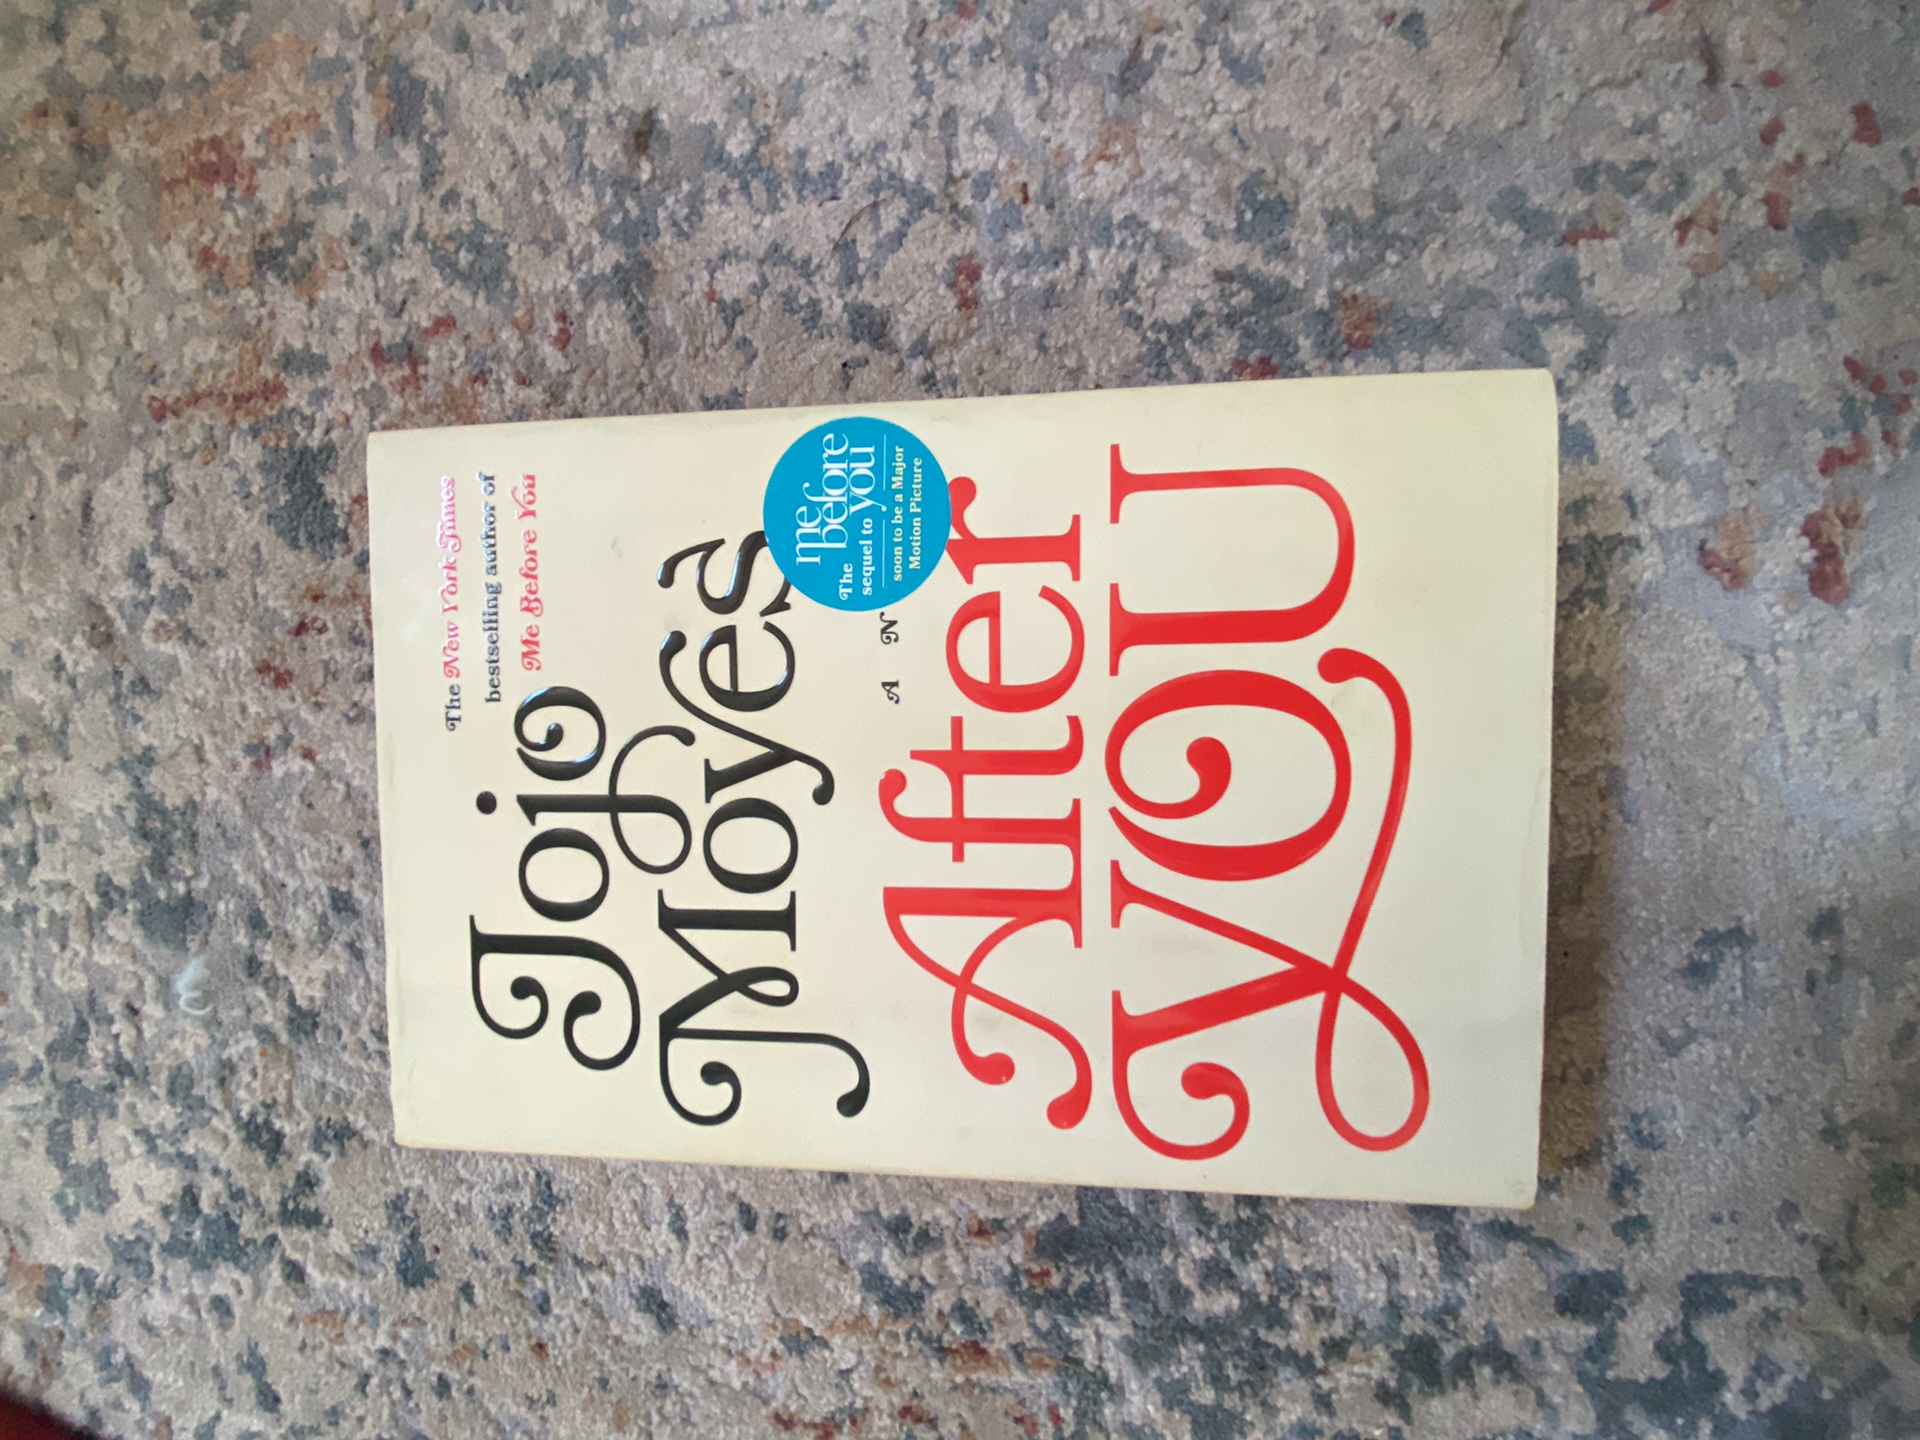 The New York Times
bestselling author of
Me Before You
Jojo
Moyes
me
before
The
sequel to you
soon to be a Major
Motion Picture
A N
After
YOU